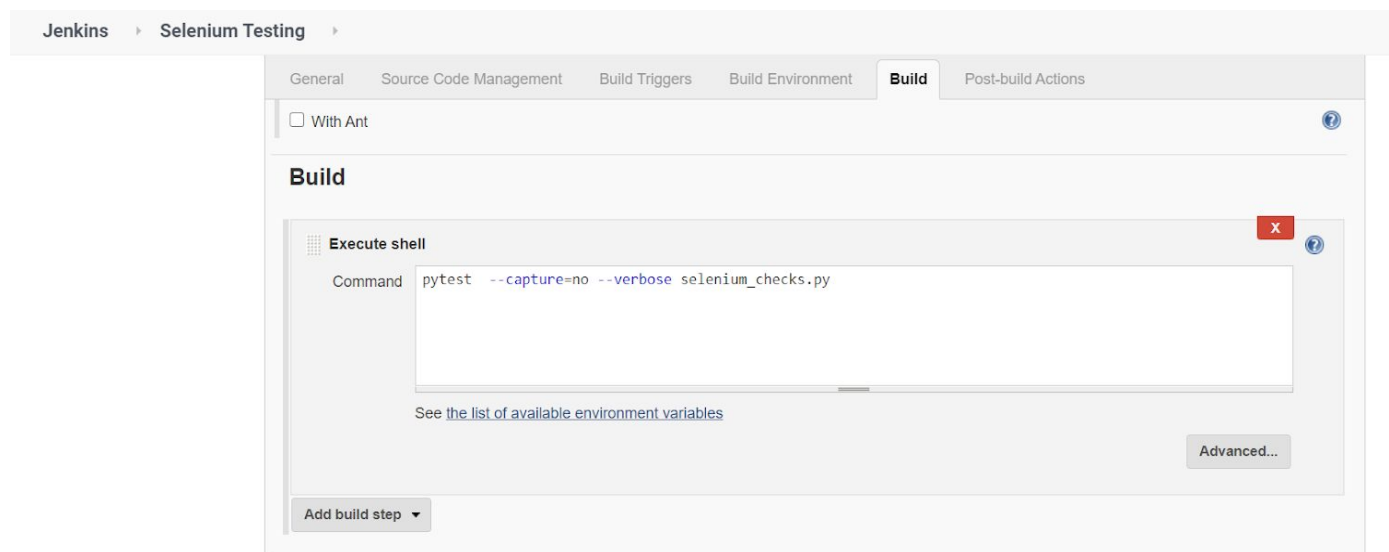 Jenkins Selenium Testing
General Source Code Management Build Triggers Build Environment Build Post-build Actions
With Ant
Build
X
Execute shell
Command pytest  --capture=no --verbose selenium_checks.py
See the list of available environment variables
Advanced...
Add build step